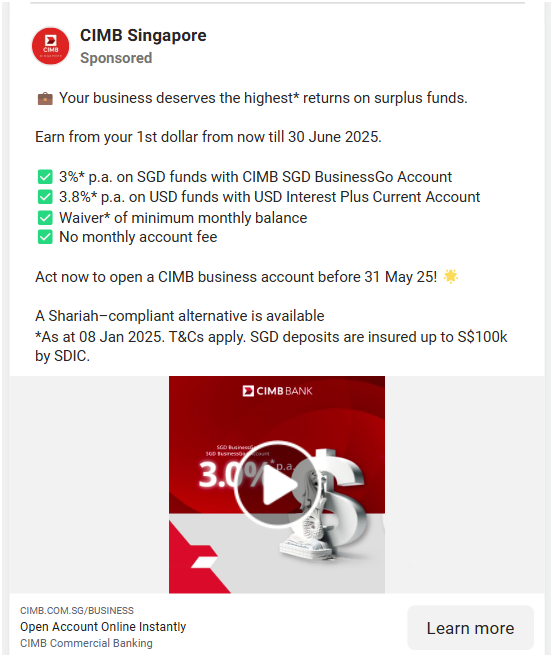 CIMB Singapore
CIMB
Sponsored
Your business deserves the highest* returns on surplus funds.
Earn from your 1st dollar from now till 30 June 2025.
3%* p.a. on SGD funds with CIMB SGD BusinessGo Account
3.8%* p.a. on USD funds with USD Interest Plus Current Account
Waiver* of minimum monthly balance
No monthly account fee
Act now to open a CIMB business account before 31 May 25!
A Shariah–compliant alternative is available
*As at 08 Jan 2025. T&Cs apply. SGD deposits are insured up to S$100k
by SDIC.
CIMB BANK
SGD BusinessG
SGD BusinessGo
3.0%*p.a.
CIMB.COM.SG/BUSINESS
Open Account Online Instantly
CIMB Commercial Banking
Learn more